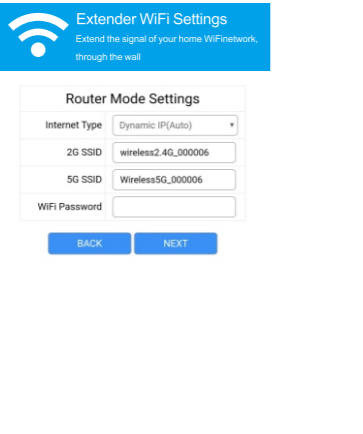 Extender WiFi Settings
Extend the signal of your home WiFinetwork,
through the wall
Router Mode Settings
Internet Type Dynamic IP(Auto)
2G SSID wireless2.4G_000006
5G SSID Wireless5G_000006
WiFi Password
BACK NEXT